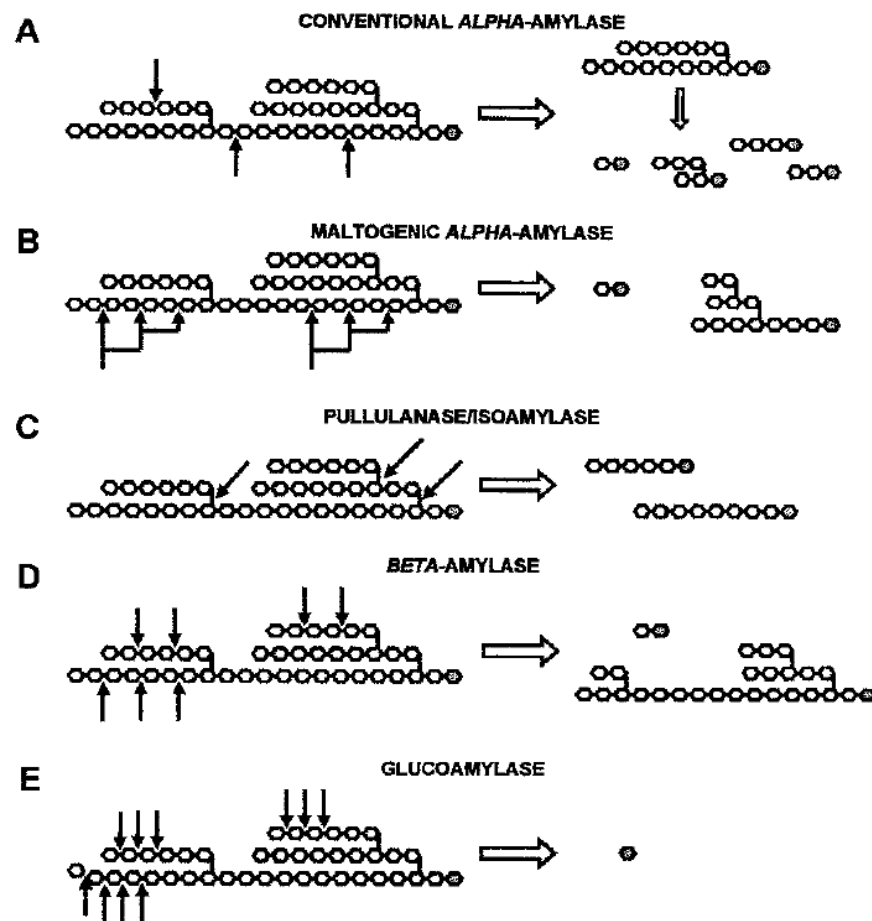 A
CONVENTIONAL ALPHA-AMYLASE
B
MALTOGENIC ALPHA-AMYLASE
C
PULLULANASE/ISOAMYLASE
D
BETA-AMYLASE
E
GLUCOAMYLASE